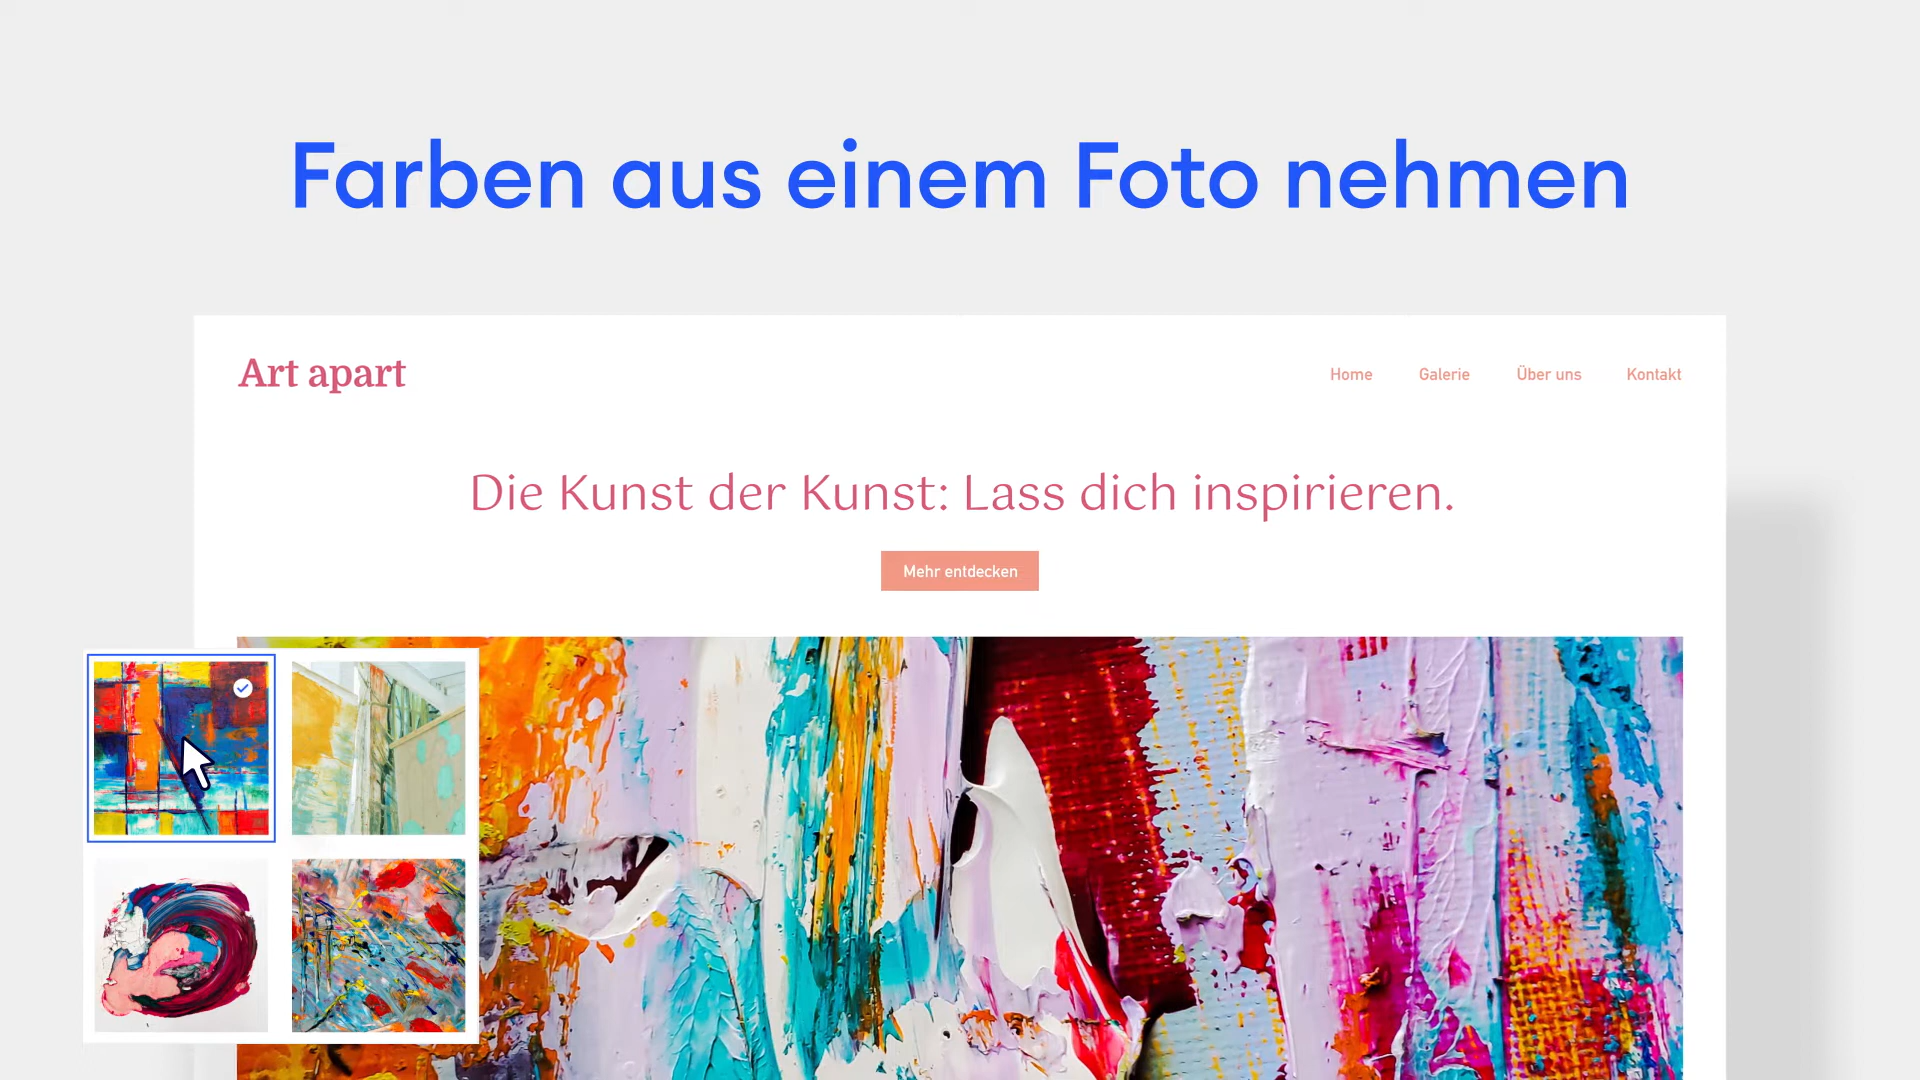 Farben aus einem Foto nehmen
Art apart
Home Galerie Über uns Kontakt
Die Kunst der Kunst: Lass dich inspirieren.
Mehr entdecken